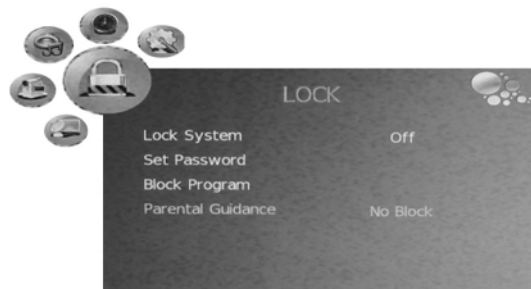 LOCK
Lock System Off
Set Password
Block Program
Parental Guidance No Block